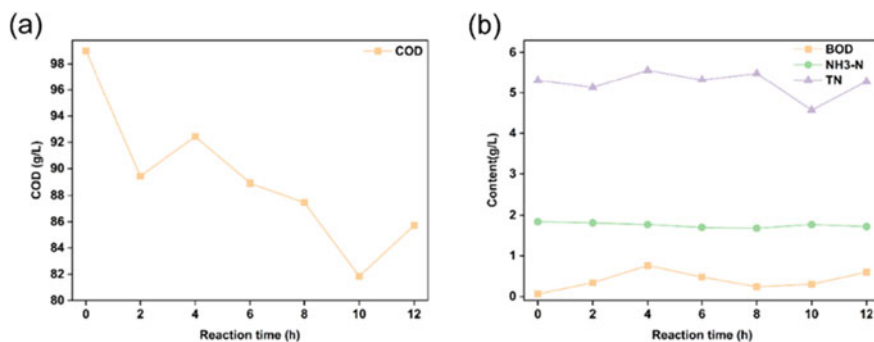 (a)
COD
98
96
94
92
90
88
86
84
82
80
COD (g/L)
0 2 4 6 8 10 12
Reaction time (h)
(b)
BOD
NH3-N
TN
6
5
4
3
2
1
0
Content(g/L)
0 2 4 6 8 10 12
Reaction time (h)